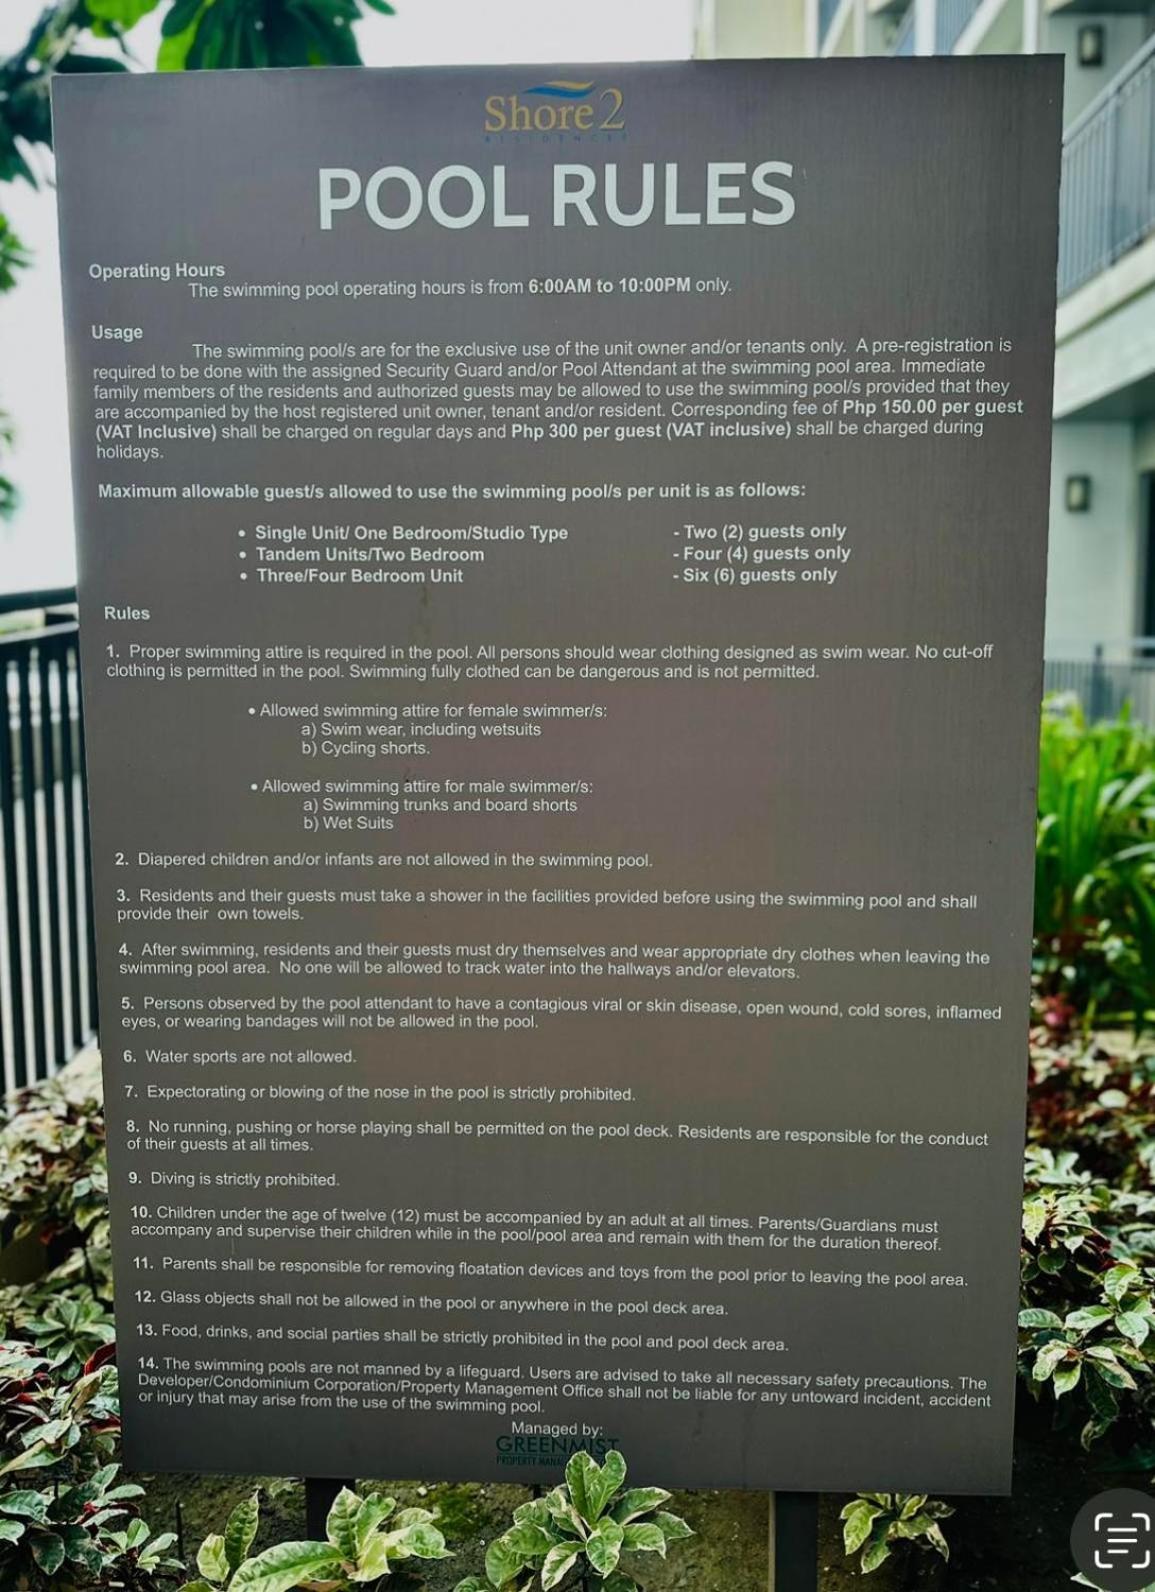 Shore 2
RESIDENCES
POOL RULES
Operating Hours
The swimming pool operating hours is from 6:00AM to 10:00PM only.
Usage
The swimming pool/s are for the exclusive use of the unit owner and/or tenants only. A pre-registration is
required to be done with the assigned Security Guard and/or Pool Attendant at the swimming pool area. Immediate
family members of the residents and authorized guests may be allowed to use the swimming pool/s provided that they
are accompanied by the host registered unit owner, tenant and/or resident. Corresponding fee of Php 150.00 per guest
(VAT Inclusive) shall be charged on regular days and Php 300 per guest (VAT inclusive) shall be charged during
holidays.
Maximum allowable guest/s allowed to use the swimming pool/s per unit is as follows:
• Single Unit/ One Bedroom/Studio Type - Two (2) guests only
• Tandem Units/Two Bedroom - Four (4) guests only
• Three/Four Bedroom Unit - Six (6) guests only
Rules
1. Proper swimming attire is required in the pool. All persons should wear clothing designed as swim wear. No cut-off
clothing is permitted in the pool. Swimming fully clothed can be dangerous and is not permitted.
• Allowed swimming attire for female swimmer/s:
a) Swim wear, including wetsuits
b) Cycling shorts.
• Allowed swimming attire for male swimmer/s:
a) Swimming trunks and board shorts
b) Wet Suits
2. Diapered children and/or infants are not allowed in the swimming pool.
3. Residents and their guests must take a shower in the facilities provided before using the swimming pool and shall
provide their own towels.
4. After swimming, residents and their guests must dry themselves and wear appropriate dry clothes when leaving the
swimming pool area. No one will be allowed to track water into the hallways and/or elevators.
5. Persons observed by the pool attendant to have a contagious viral or skin disease, open wound, cold sores, inflamed
eyes, or wearing bandages will not be allowed in the pool.
6. Water sports are not allowed.
7. Expectorating or blowing of the nose in the pool is strictly prohibited.
8. No running, pushing or horse playing shall be permitted on the pool deck. Residents are responsible for the conduct
of their guests at all times.
9. Diving is strictly prohibited.
10. Children under the age of twelve (12) must be accompanied by an adult at all times. Parents/Guardians must
accompany and supervise their children while in the pool/pool area and remain with them for the duration thereof.
11. Parents shall be responsible for removing floatation devices and toys from the pool prior to leaving the pool area.
12. Glass objects shall not be allowed in the pool or anywhere in the pool deck area.
13. Food, drinks, and social parties shall be strictly prohibited in the pool and pool deck area.
14. The swimming pools are not manned by a lifeguard. Users are advised to take all necessary safety precautions. The
Developer/Condominium Corporation/Property Management Office shall not be liable for any untoward incident, accident
or injury that may arise from the use of the swimming pool.
Managed by:
GREENMIST
PROPERTY